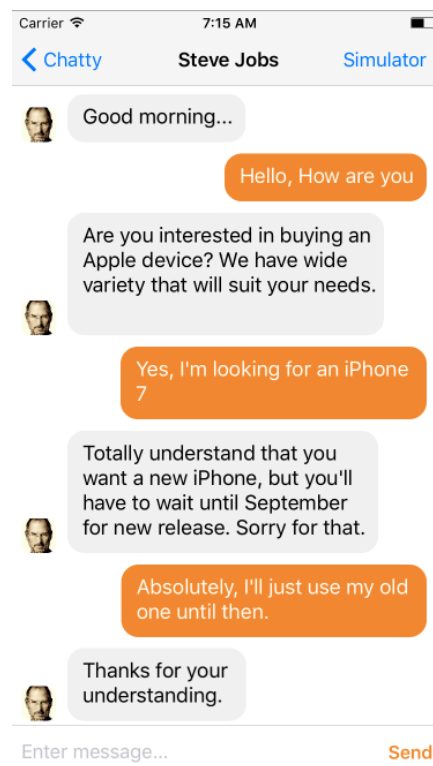 Carrier 7:15 AM
Chatty Steve Jobs Simulator
Good morning...
Hello, How are you
Are you interested in buying an
Apple device? We have wide
variety that will suit your needs.
Yes, I'm looking for an iPhone
7
Totally understand that you
want a new iPhone, but you'll
have to wait until September
for new release. Sorry for that.
Absolutely, I'll just use my old
one until then.
Thanks for your
understanding.
Enter message... Send